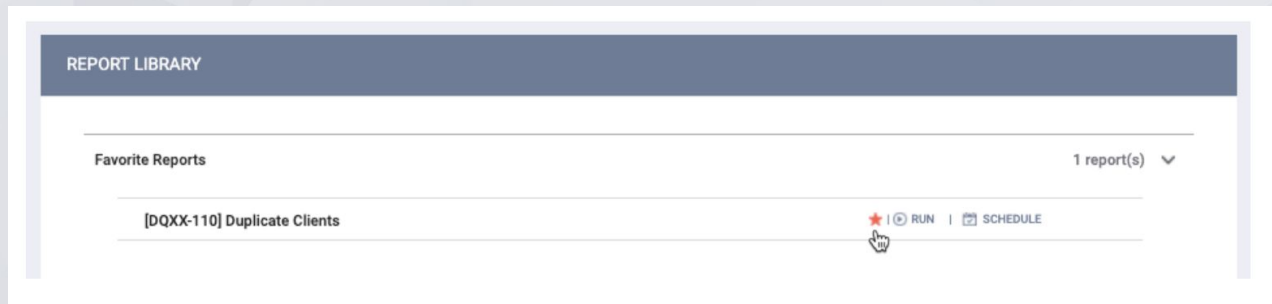 REPORT LIBRARY
Favorite Reports 1 report(s)
[DQXX-110] Duplicate Clients | RUN | SCHEDULE